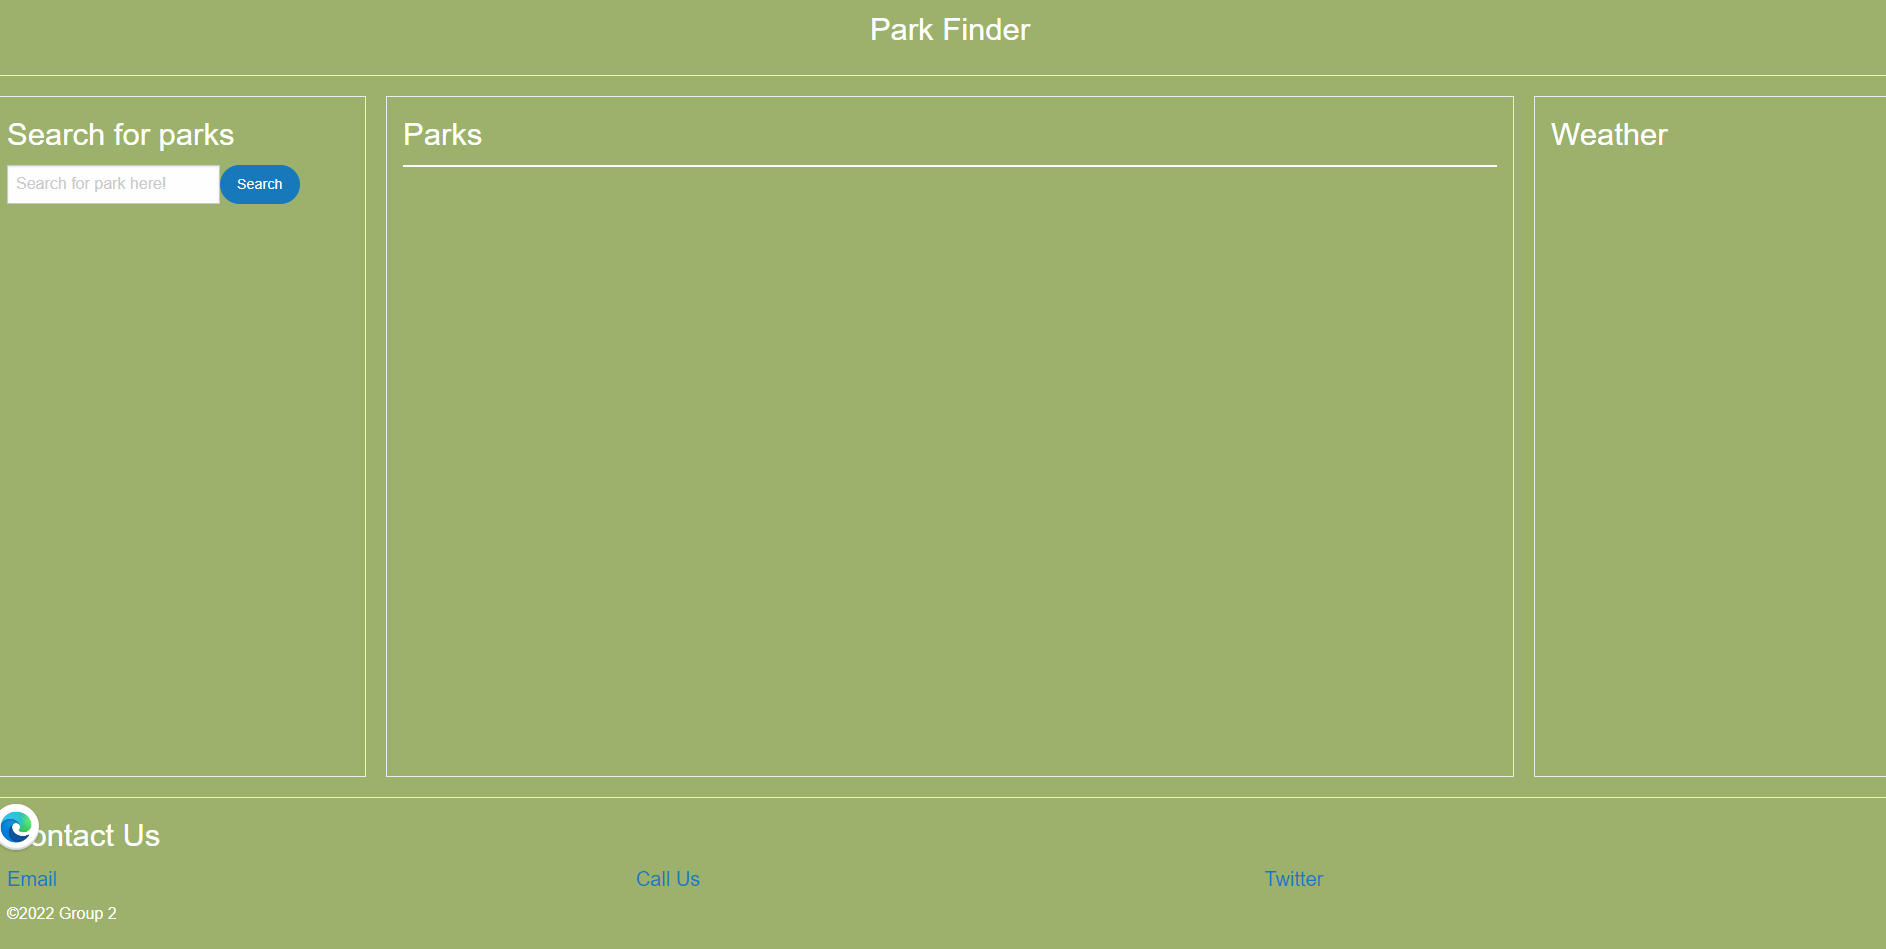 Park Finder
Search for parks
Search for park here!
Search
Parks
Weather
ontact Us
Email
Call Us
Twitter
©2022 Group 2